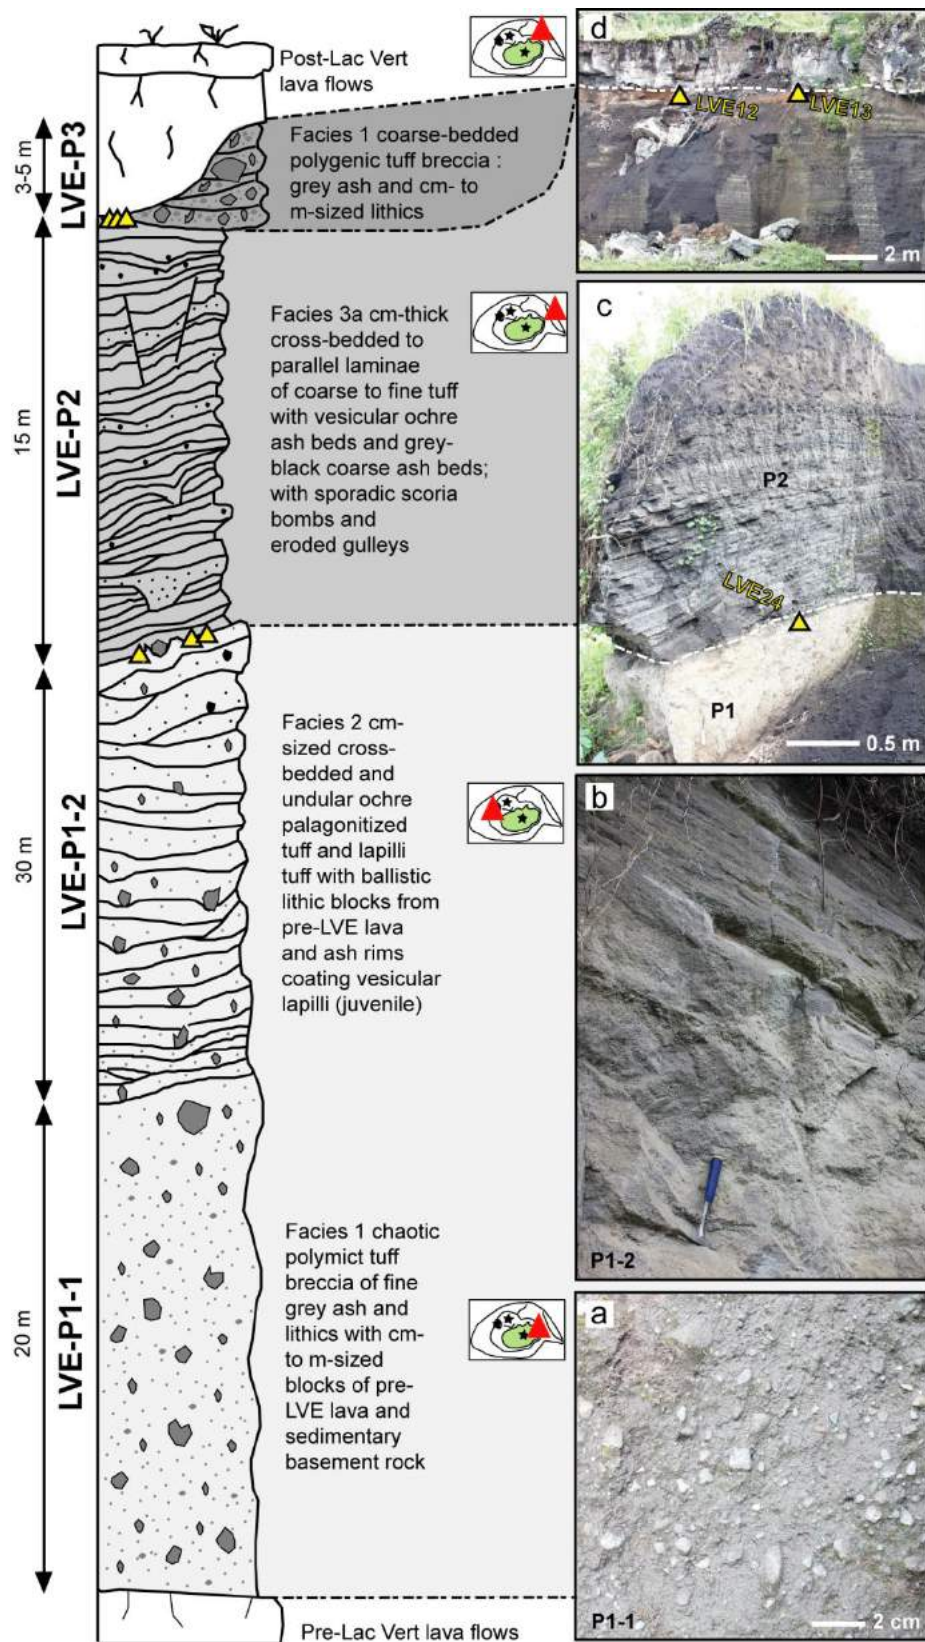 Post-Lac Vert
lava flows
3-5 m
LVE-P3
Facies 1 coarse-bedded
polygenic tuff breccia :
grey ash and cm- to
m-sized lithics
15 m
LVE-P2
Facies 3a cm-thick
cross-bedded to
parallel laminae
of coarse to fine tuff
with vesicular ochre
ash beds and grey-
black coarse ash beds;
with sporadic scoria
bombs and
eroded gulleys
30 m
LVE-P1-2
Facies 2 cm-
sized cross-
bedded and
undular ochre
palagonitized
tuff and lapilli
tuff with ballistic
lithic blocks from
pre-LVE lava
and ash rims
coating vesicular
lapilli (juvenile)
20 m
LVE-P1-1
Facies 1 chaotic
polymict tuff
breccia of fine
grey ash and
lithics with cm-
to m-sized
blocks of pre-
LVE lava and
sedimentary
basement rock
Pre-Lac Vert lava flows
d
LVE12
LVE13
2 m
c
P2
LVE24
P1
0.5 m
b
P1-2
a
P1-1
2 cm